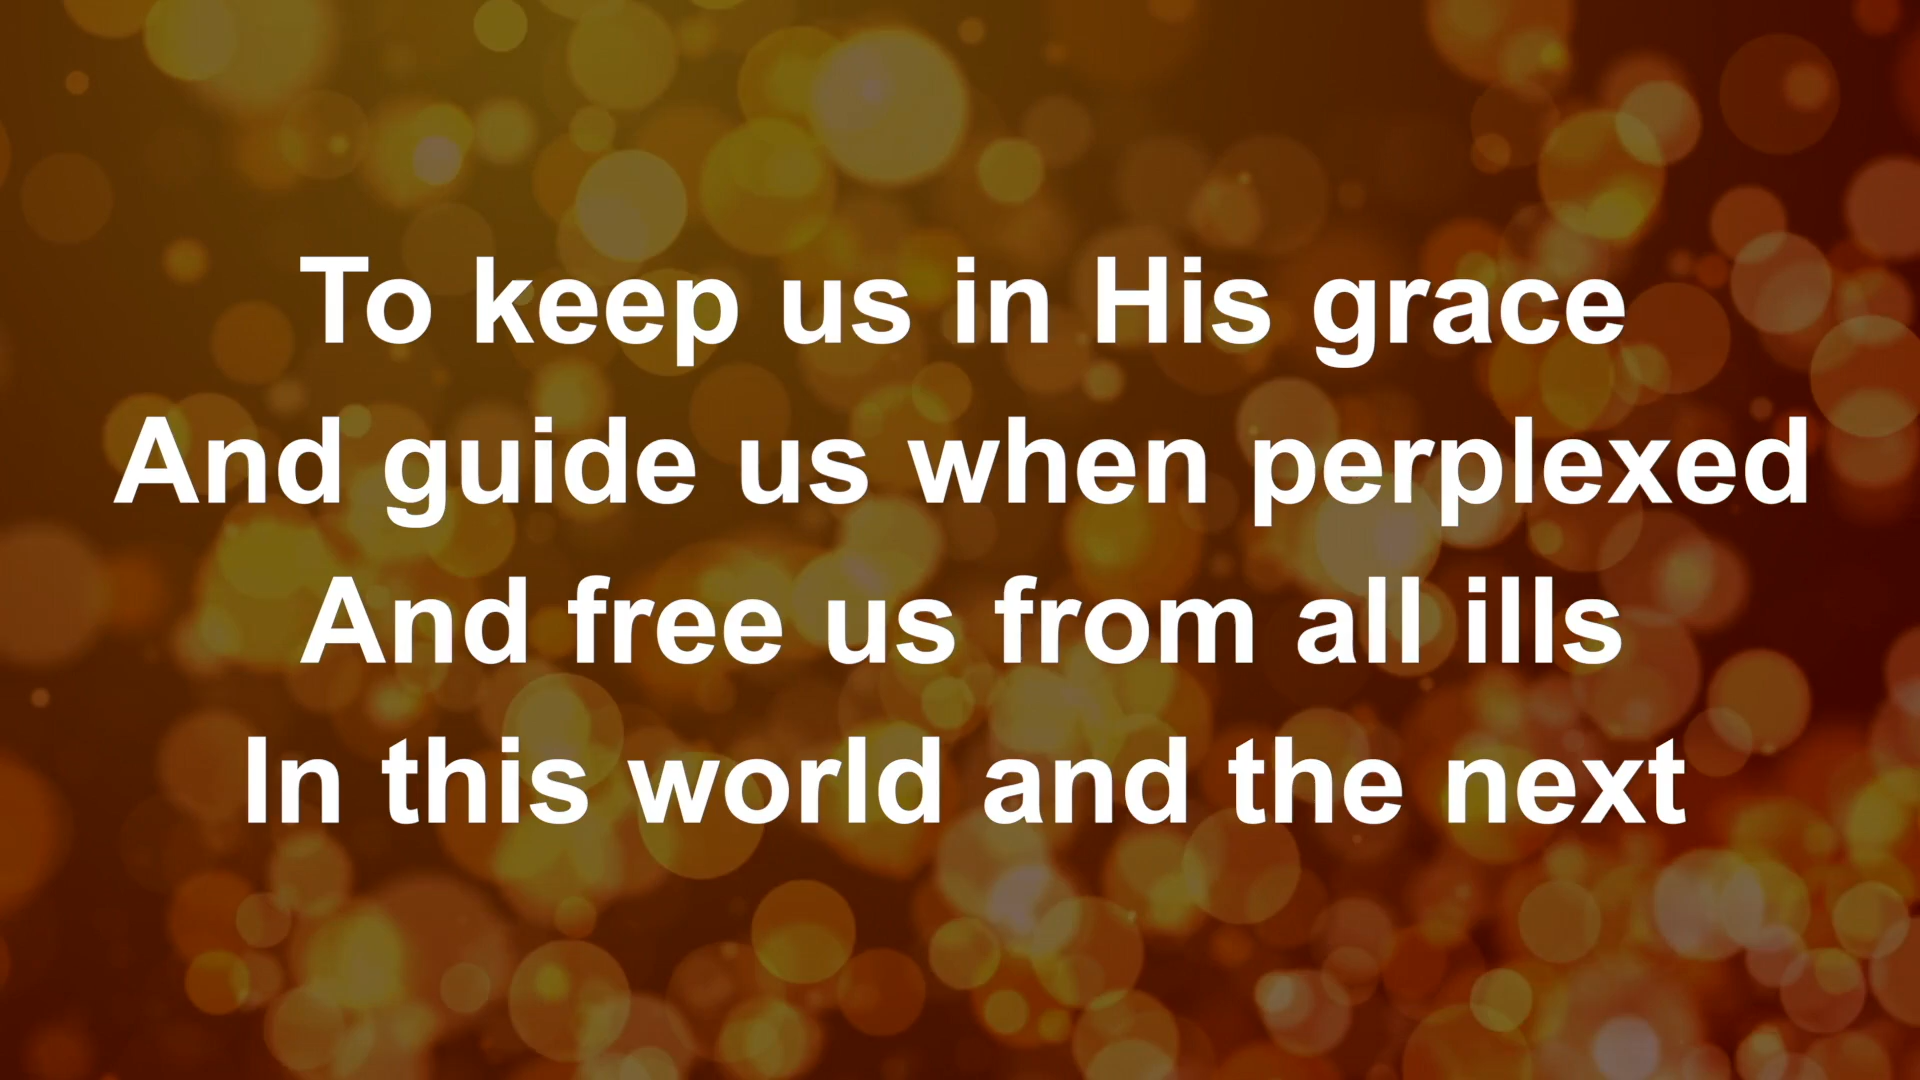 To keep us in His grace
And guide us when perplexed
And free us from all ills
In this world and the next